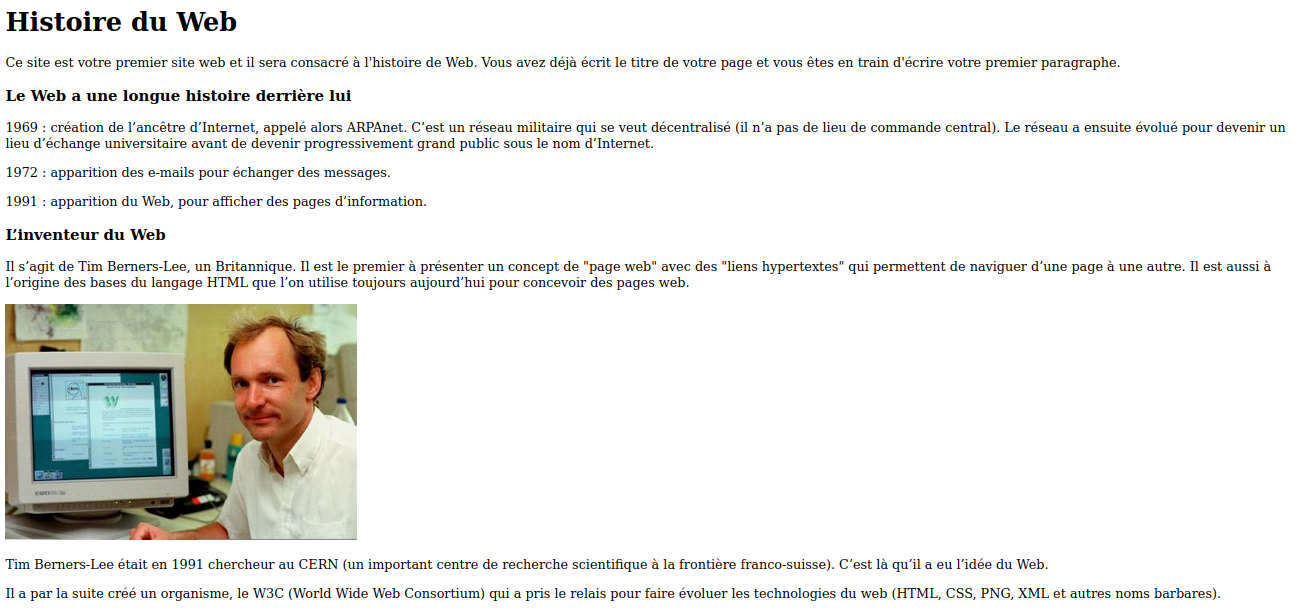 Histoire du Web
Ce site est votre premier site web et il sera consacré à l'histoire de Web. Vous avez déjà écrit le titre de votre page et vous êtes en train d'écrire votre premier paragraphe.
Le Web a une longue histoire derrière lui
1969 : création de l’ancêtre d’Internet, appelé alors ARPAnet. C’est un réseau militaire qui se veut décentralisé (il n’a pas de lieu de commande central). Le réseau a ensuite évolué pour devenir un
lieu d’échange universitaire avant de devenir progressivement grand public sous le nom d’Internet.
1972 : apparition des e-mails pour échanger des messages.
1991 : apparition du Web, pour afficher des pages d’information.
L’inventeur du Web
Il s’agit de Tim Berners-Lee, un Britannique. Il est le premier à présenter un concept de "page web" avec des "liens hypertextes" qui permettent de naviguer d’une page à une autre. Il est aussi à
l’origine des bases du langage HTML que l’on utilise toujours aujourd’hui pour concevoir des pages web.
Tim Berners-Lee était en 1991 chercheur au CERN (un important centre de recherche scientifique à la frontière franco-suisse). C’est là qu’il a eu l’idée du Web.
Il a par la suite créé un organisme, le W3C (World Wide Web Consortium) qui a pris le relais pour faire évoluer les technologies du web (HTML, CSS, PNG, XML et autres noms barbares).